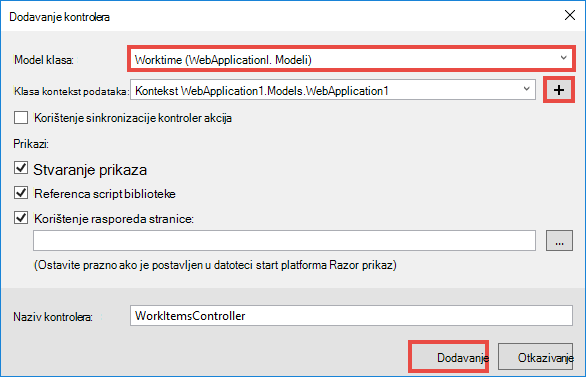 Dodavanje kontrolera
Model klasa: Worktime (WebApplicationl. Modeli)
Klasa kontekst podataka: Kontekst WebApplication1.Models.WebApplication1 +
Korištenje sinkronizacije kontroler akcija
Prikazi:
Stvaranje prikaza
Referenca script biblioteke
Korištenje rasporeda stranice:
...
(Ostavite prazno ako je postavljen u datoteci start platforma Razor prikaz)
Naziv kontrolera: WorkItemsController
Dodavanje Otkazivanje